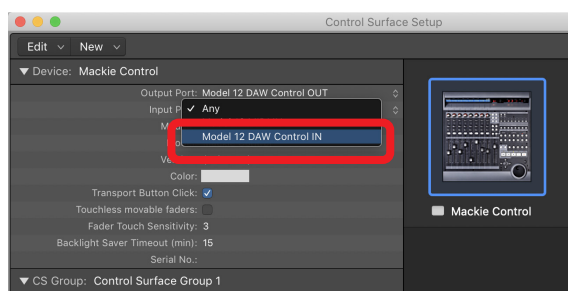 Control Surface Setup
Edit New
Device: Mackie Control
Output Port: Model 12 DAW Control OUT
Input P Any
Model 12 DAW Control IN
Color:
Transport Button Click:
Touchless movable faders:
Fader Touch Sensitivity: 3
Backlight Saver Timeout (min): 15
Serial No.:
CS Group: Control Surface Group 1
Mackie Control